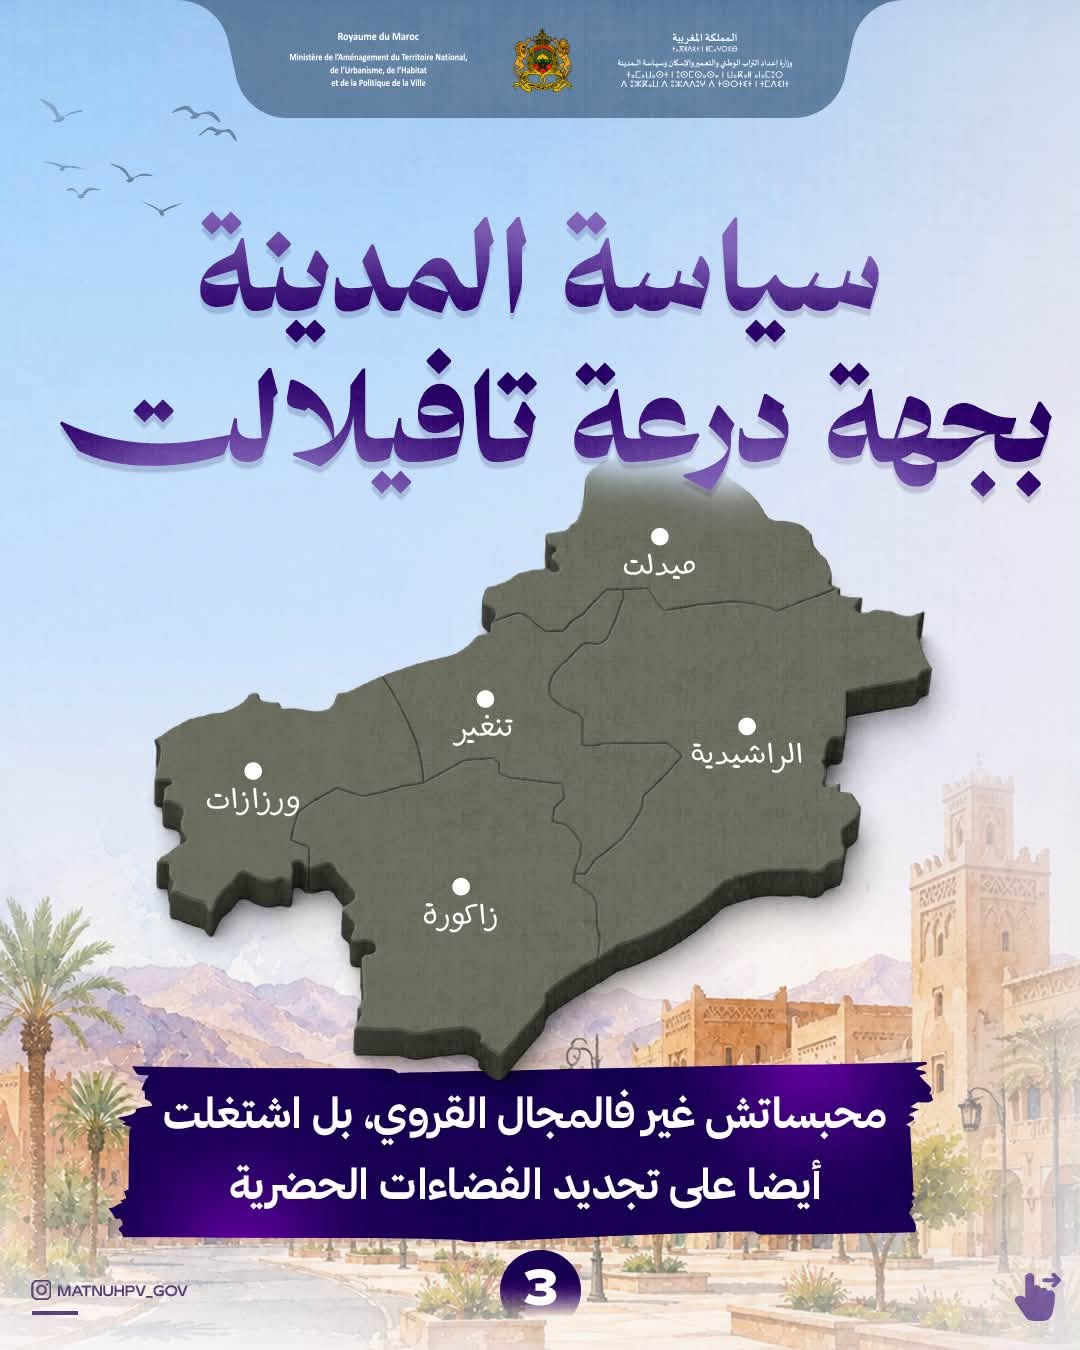 Royaume du Maroc
Ministère de l'Aménagement du Territoire National,
de l'Urbanisme, de l'Habitat
et de la Politique de la Ville
المملكة المغربية
ⵜⴰⴳⵍⴷⵉⵜ ⵏ ⵍⵎⵖⵔⵉⴱ
وزارة إعداد التراب الوطني والتعمير والإسكان وسياسة المدينة
سياسة المدينة
بجهة درعة تافيلالت
ميدلت
تنغير
الراشيدية
ورزازات
زاكورة
محبساتش غير فالمجال القروي، بل اشتغلت
أيضا على تجديد الفضاءات الحضرية
3
MATNUHPV_GOV